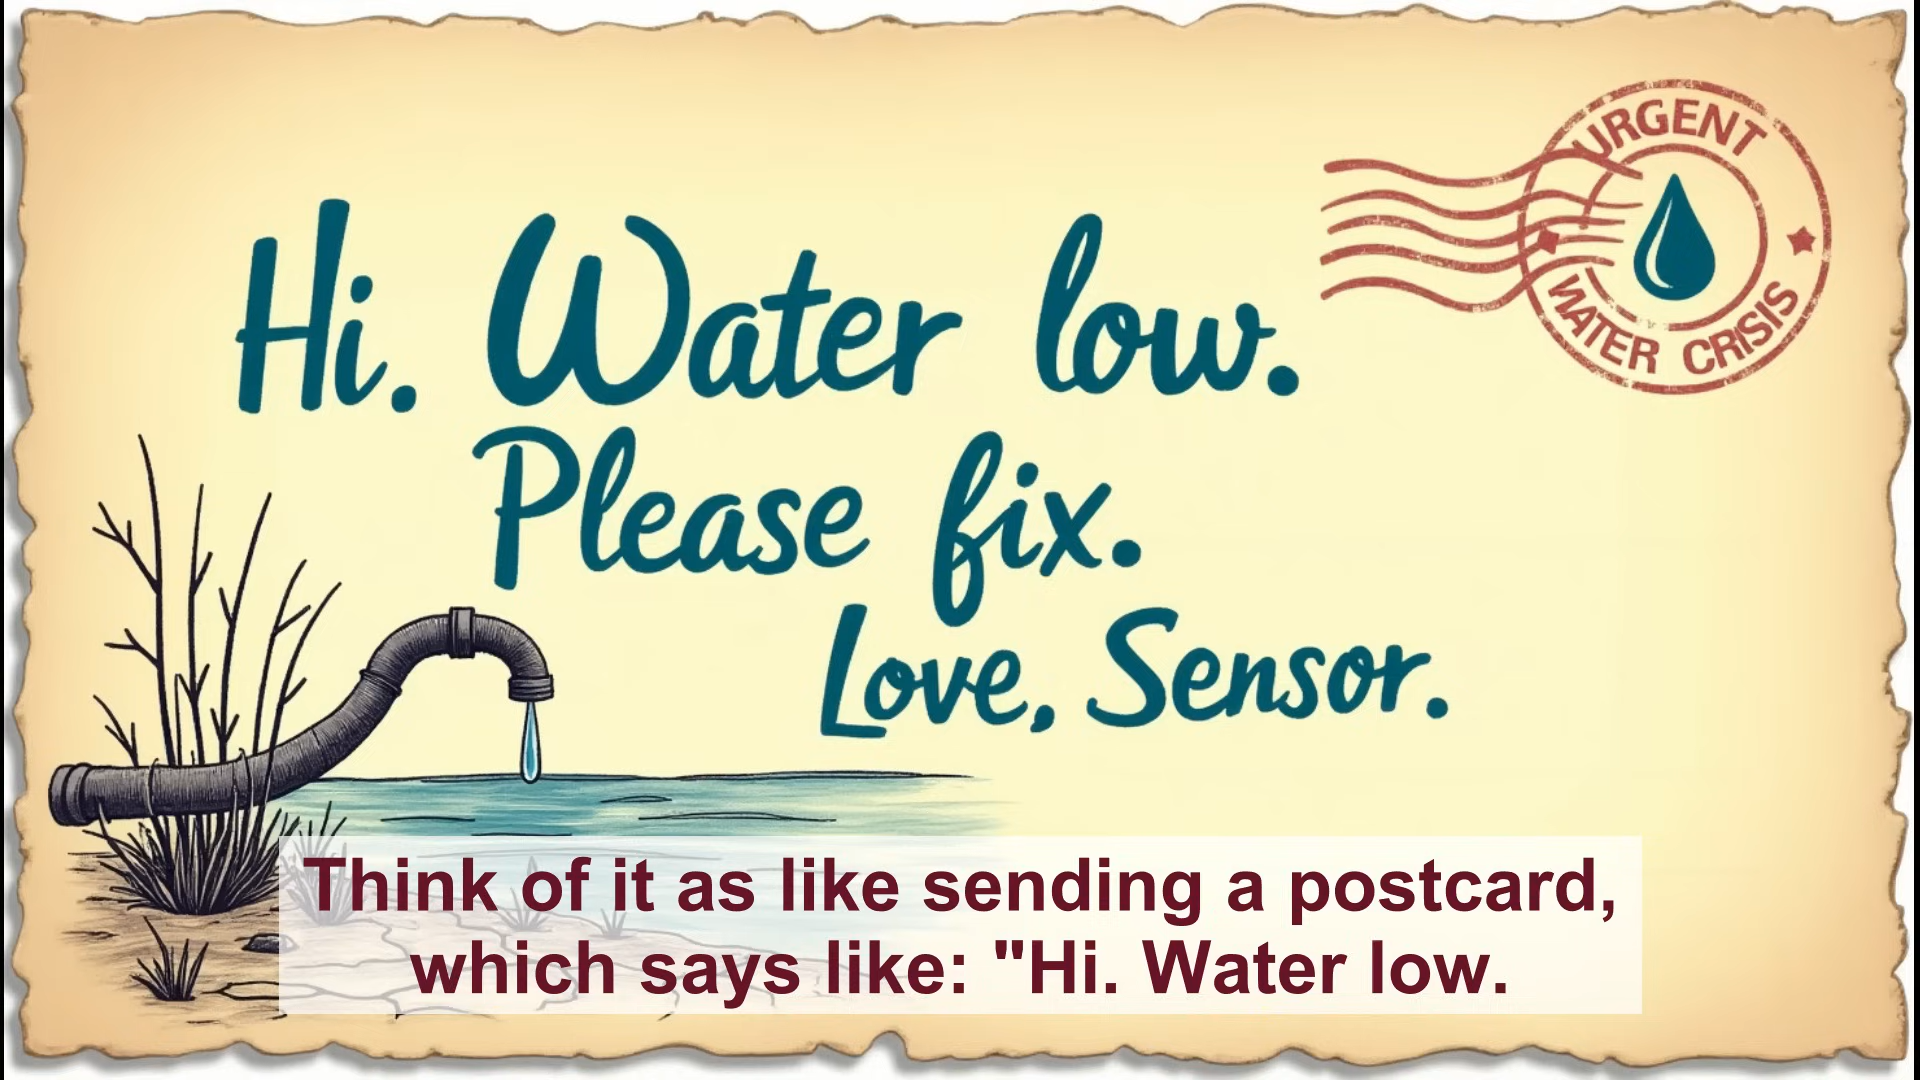 URGENT
WATER CRISIS
Hi. Water low.
Please fix.
Love, Sensor.
Think of it as like sending a postcard,
which says like: "Hi. Water low.